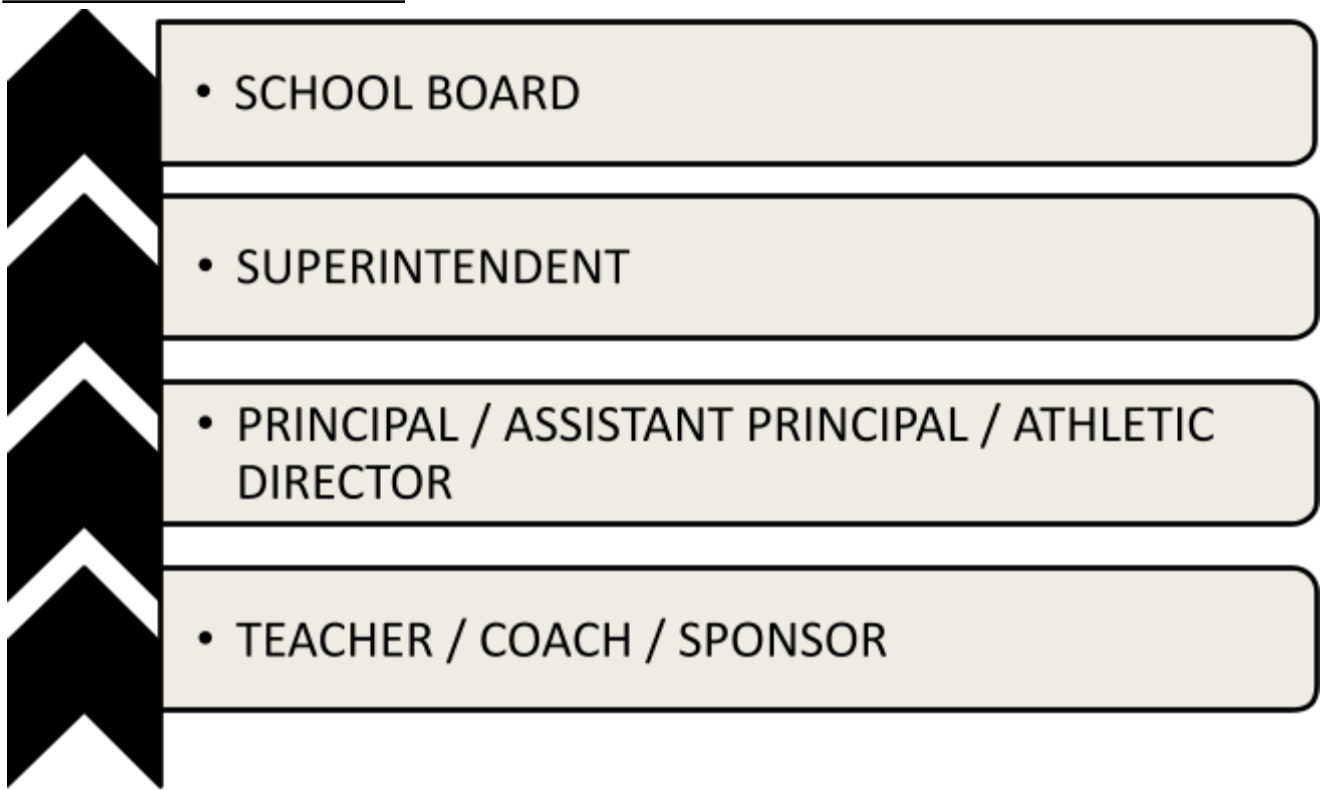 • SCHOOL BOARD
• SUPERINTENDENT
• PRINCIPAL / ASSISTANT PRINCIPAL / ATHLETIC
DIRECTOR
• TEACHER / COACH / SPONSOR